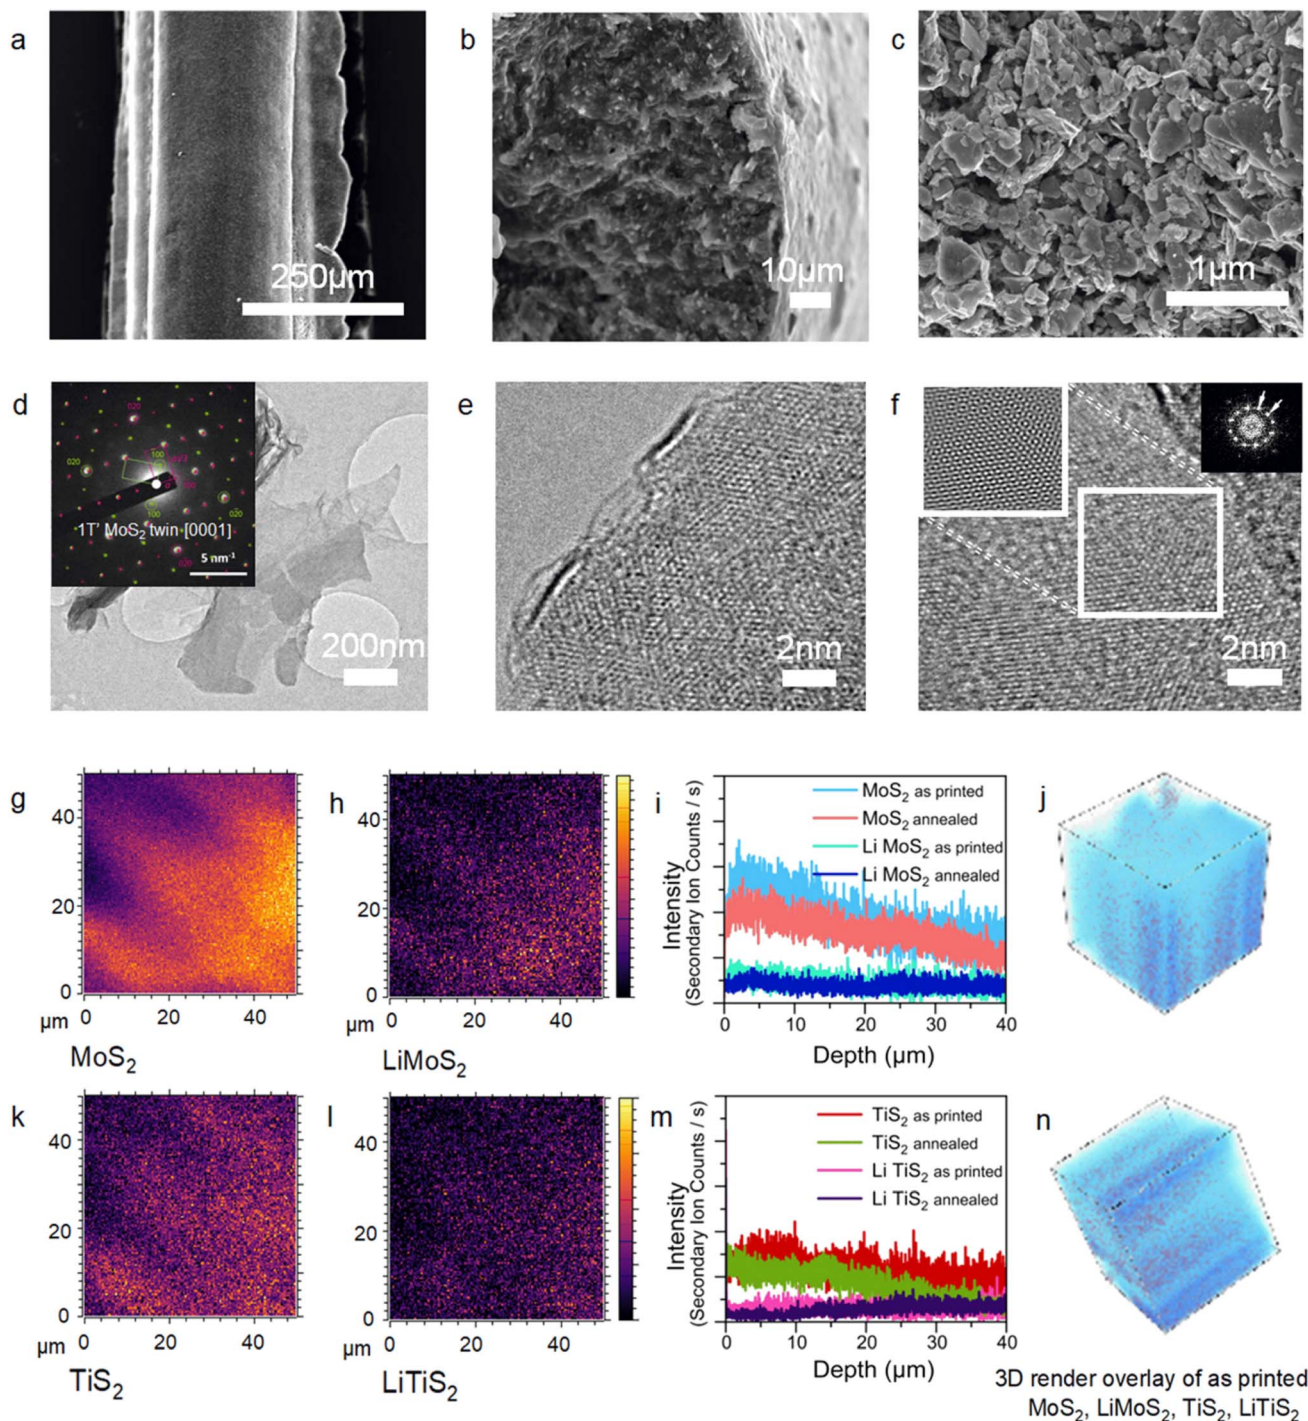 a
b
c
250μm
10μm
1μm
d
e
f
020
020
1T' MoS₂ twin [0001]
5 nm⁻¹
200nm
2nm
2nm
g
40
20
0
μm
0
20
40
MoS₂
h
40
20
0
μm
0
20
40
LiMoS₂
i
Intensity
(Secondary Ion Counts / s)
MoS₂ as printed
MoS₂ annealed
Li MoS₂ as printed
Li MoS₂ annealed
0
10
20
30
40
Depth (μm)
j
k
40
20
0
μm
0
20
40
TiS₂
l
40
20
0
μm
0
20
40
LiTiS₂
m
Intensity
(Secondary Ion Counts / s)
TiS₂ as printed
TiS₂ annealed
Li TiS₂ as printed
Li TiS₂ annealed
0
10
20
30
40
Depth (μm)
n
3D render overlay of as printed
MoS₂, LiMoS₂, TiS₂, LiTiS₂